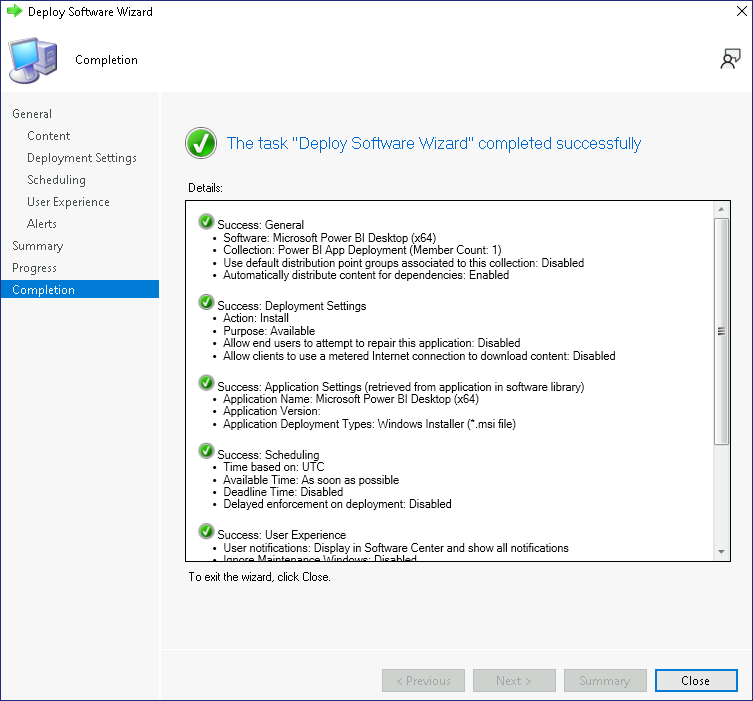 Deploy Software Wizard
Completion
General
Content
Deployment Settings
Scheduling
User Experience
Alerts
Summary
Progress
Completion
The task "Deploy Software Wizard" completed successfully
Details:
Success: General
• Software: Microsoft Power BI Desktop (x64)
• Collection: Power BI App Deployment (Member Count: 1)
• Use default distribution point groups associated to this collection: Disabled
• Automatically distribute content for dependencies: Enabled
Success: Deployment Settings
• Action: Install
• Purpose: Available
• Allow end users to attempt to repair this application: Disabled
• Allow clients to use a metered Internet connection to download content: Disabled
Success: Application Settings (retrieved from application in software library)
• Application Name: Microsoft Power BI Desktop (x64)
• Application Version:
• Application Deployment Types: Windows Installer (*.msi file)
Success: Scheduling
• Time based on: UTC
• Available Time: As soon as possible
• Deadline Time: Disabled
• Delayed enforcement on deployment: Disabled
Success: User Experience
• User notifications: Display in Software Center and show all notifications
• Ignore Maintenance Windows: Disabled
To exit the wizard, click Close.
< Previous
Next >
Summary
Close